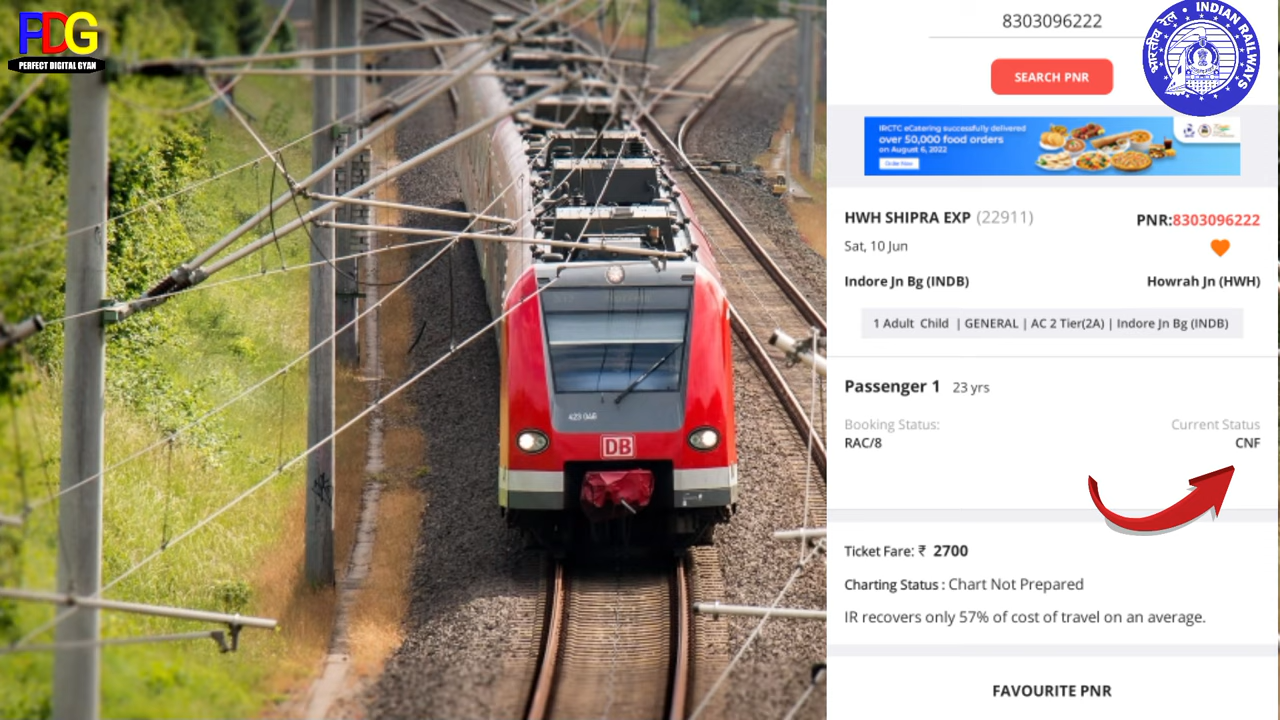 PDG
PERFECT DIGITAL GYAN
423 046
DB
8303096222
SEARCH PNR
भारतीय रेल
INDIAN RAILWAYS
IRCTC eCatering successfully delivered
over 50,000 food orders
on August 6, 2022
Order Now
HWH SHIPRA EXP (22911)
PNR:8303096222
Sat, 10 Jun
Indore Jn Bg (INDB)
Howrah Jn (HWH)
1 Adult Child | GENERAL | AC 2 Tier(2A) | Indore Jn Bg (INDB)
Passenger 1 23 yrs
Booking Status:
Current Status
RAC/8
CNF
Ticket Fare: ₹ 2700
Charting Status : Chart Not Prepared
IR recovers only 57% of cost of travel on an average.
FAVOURITE PNR